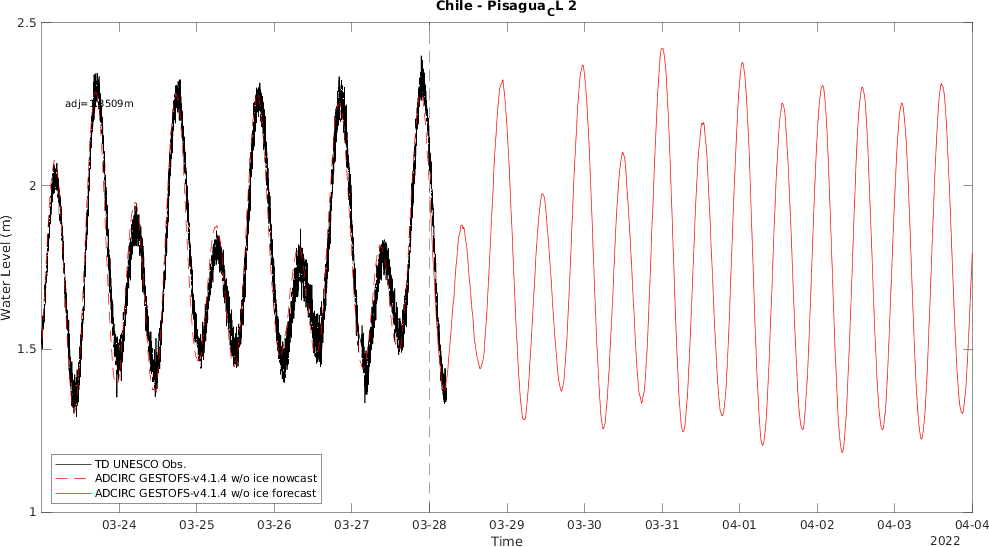 Chile - Pisagua_CL 2
2.5
adj=1.3509m
2
Water Level (m)
1.5
TD UNESCO Obs.
ADCIRC GESTOFS-v4.1.4 w/o ice nowcast
ADCIRC GESTOFS-v4.1.4 w/o ice forecast
1
03-24 03-25 03-26 03-27 03-28 03-29 03-30 03-31 04-01 04-02 04-03 04-04
Time
2022